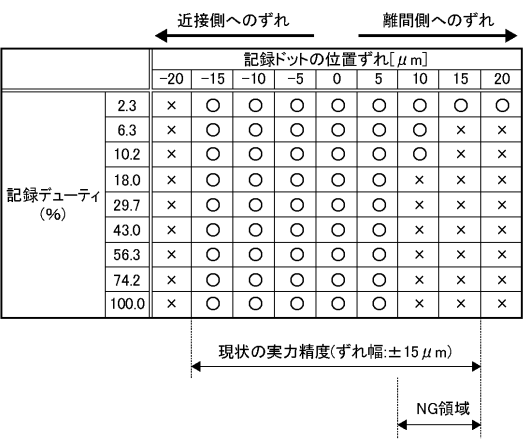 近接側へのずれ 離間側へのずれ
記録ドットの位置ずれ[μm]
-20 -15 -10 -5 0 5 10 15 20
記録デューティ
(%)
2.3 × ○ ○ ○ ○ ○ ○ ○ ○
6.3 × ○ ○ ○ ○ ○ ○ × ×
10.2 × ○ ○ ○ ○ ○ ○ × ×
18.0 × ○ ○ ○ ○ ○ × × ×
29.7 × ○ ○ ○ ○ ○ × × ×
43.0 × ○ ○ ○ ○ ○ × × ×
56.3 × ○ ○ ○ ○ ○ × × ×
74.2 × ○ ○ ○ ○ ○ × × ×
100.0 × ○ ○ ○ ○ ○ × × ×
現状の実力精度(ずれ幅:±15μm)
NG領域